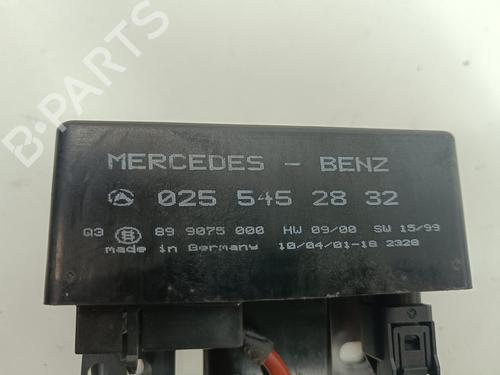 MERCEDES - BENZ
025 545 28 32
Q3 89 9075 000 HW 09/00 SW 15/99
made in Germany 10/04/01-18 2328
B-PARTS